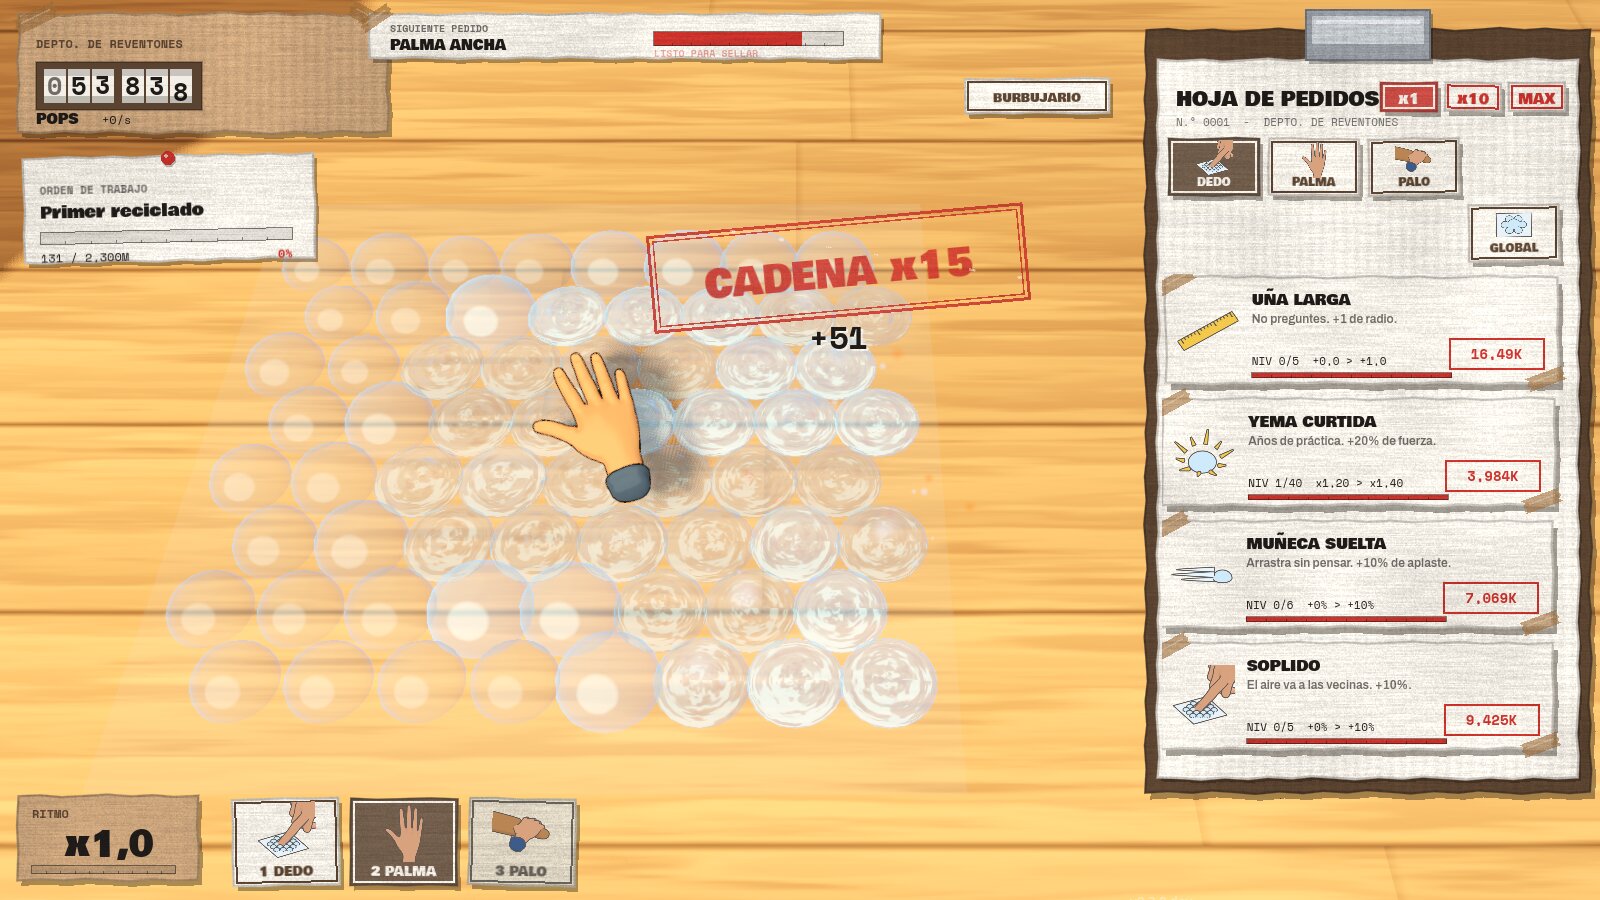 DEPTO. DE REVENTONES
053 838
POPS +0/s
SIGUIENTE PEDIDO
PALMA ANCHA
LISTO PARA SELLAR
BURBUJARIO
ORDEN DE TRABAJO
Primer reciclado
131 / 2,300M 0%
CADENA x15
+51
HOJA DE PEDIDOS x1 x10 MAX
N.° 0001 - DEPTO. DE REVENTONES
DEDO PALMA PALO
GLOBAL
UÑA LARGA
No preguntes. +1 de radio.
NIV 0/5 +0,0 > +1,0 16,49K
YEMA CURTIDA
Años de práctica. +20% de fuerza.
NIV 1/40 x1,20 > x1,40 3,984K
MUÑECA SUELTA
Arrastra sin pensar. +10% de aplaste.
NIV 0/6 +0% > +10% 7,069K
SOPLIDO
El aire va a las vecinas. +10%.
NIV 0/5 +0% > +10% 9,425K
RITMO
x1,0
1 DEDO 2 PALMA 3 PALO